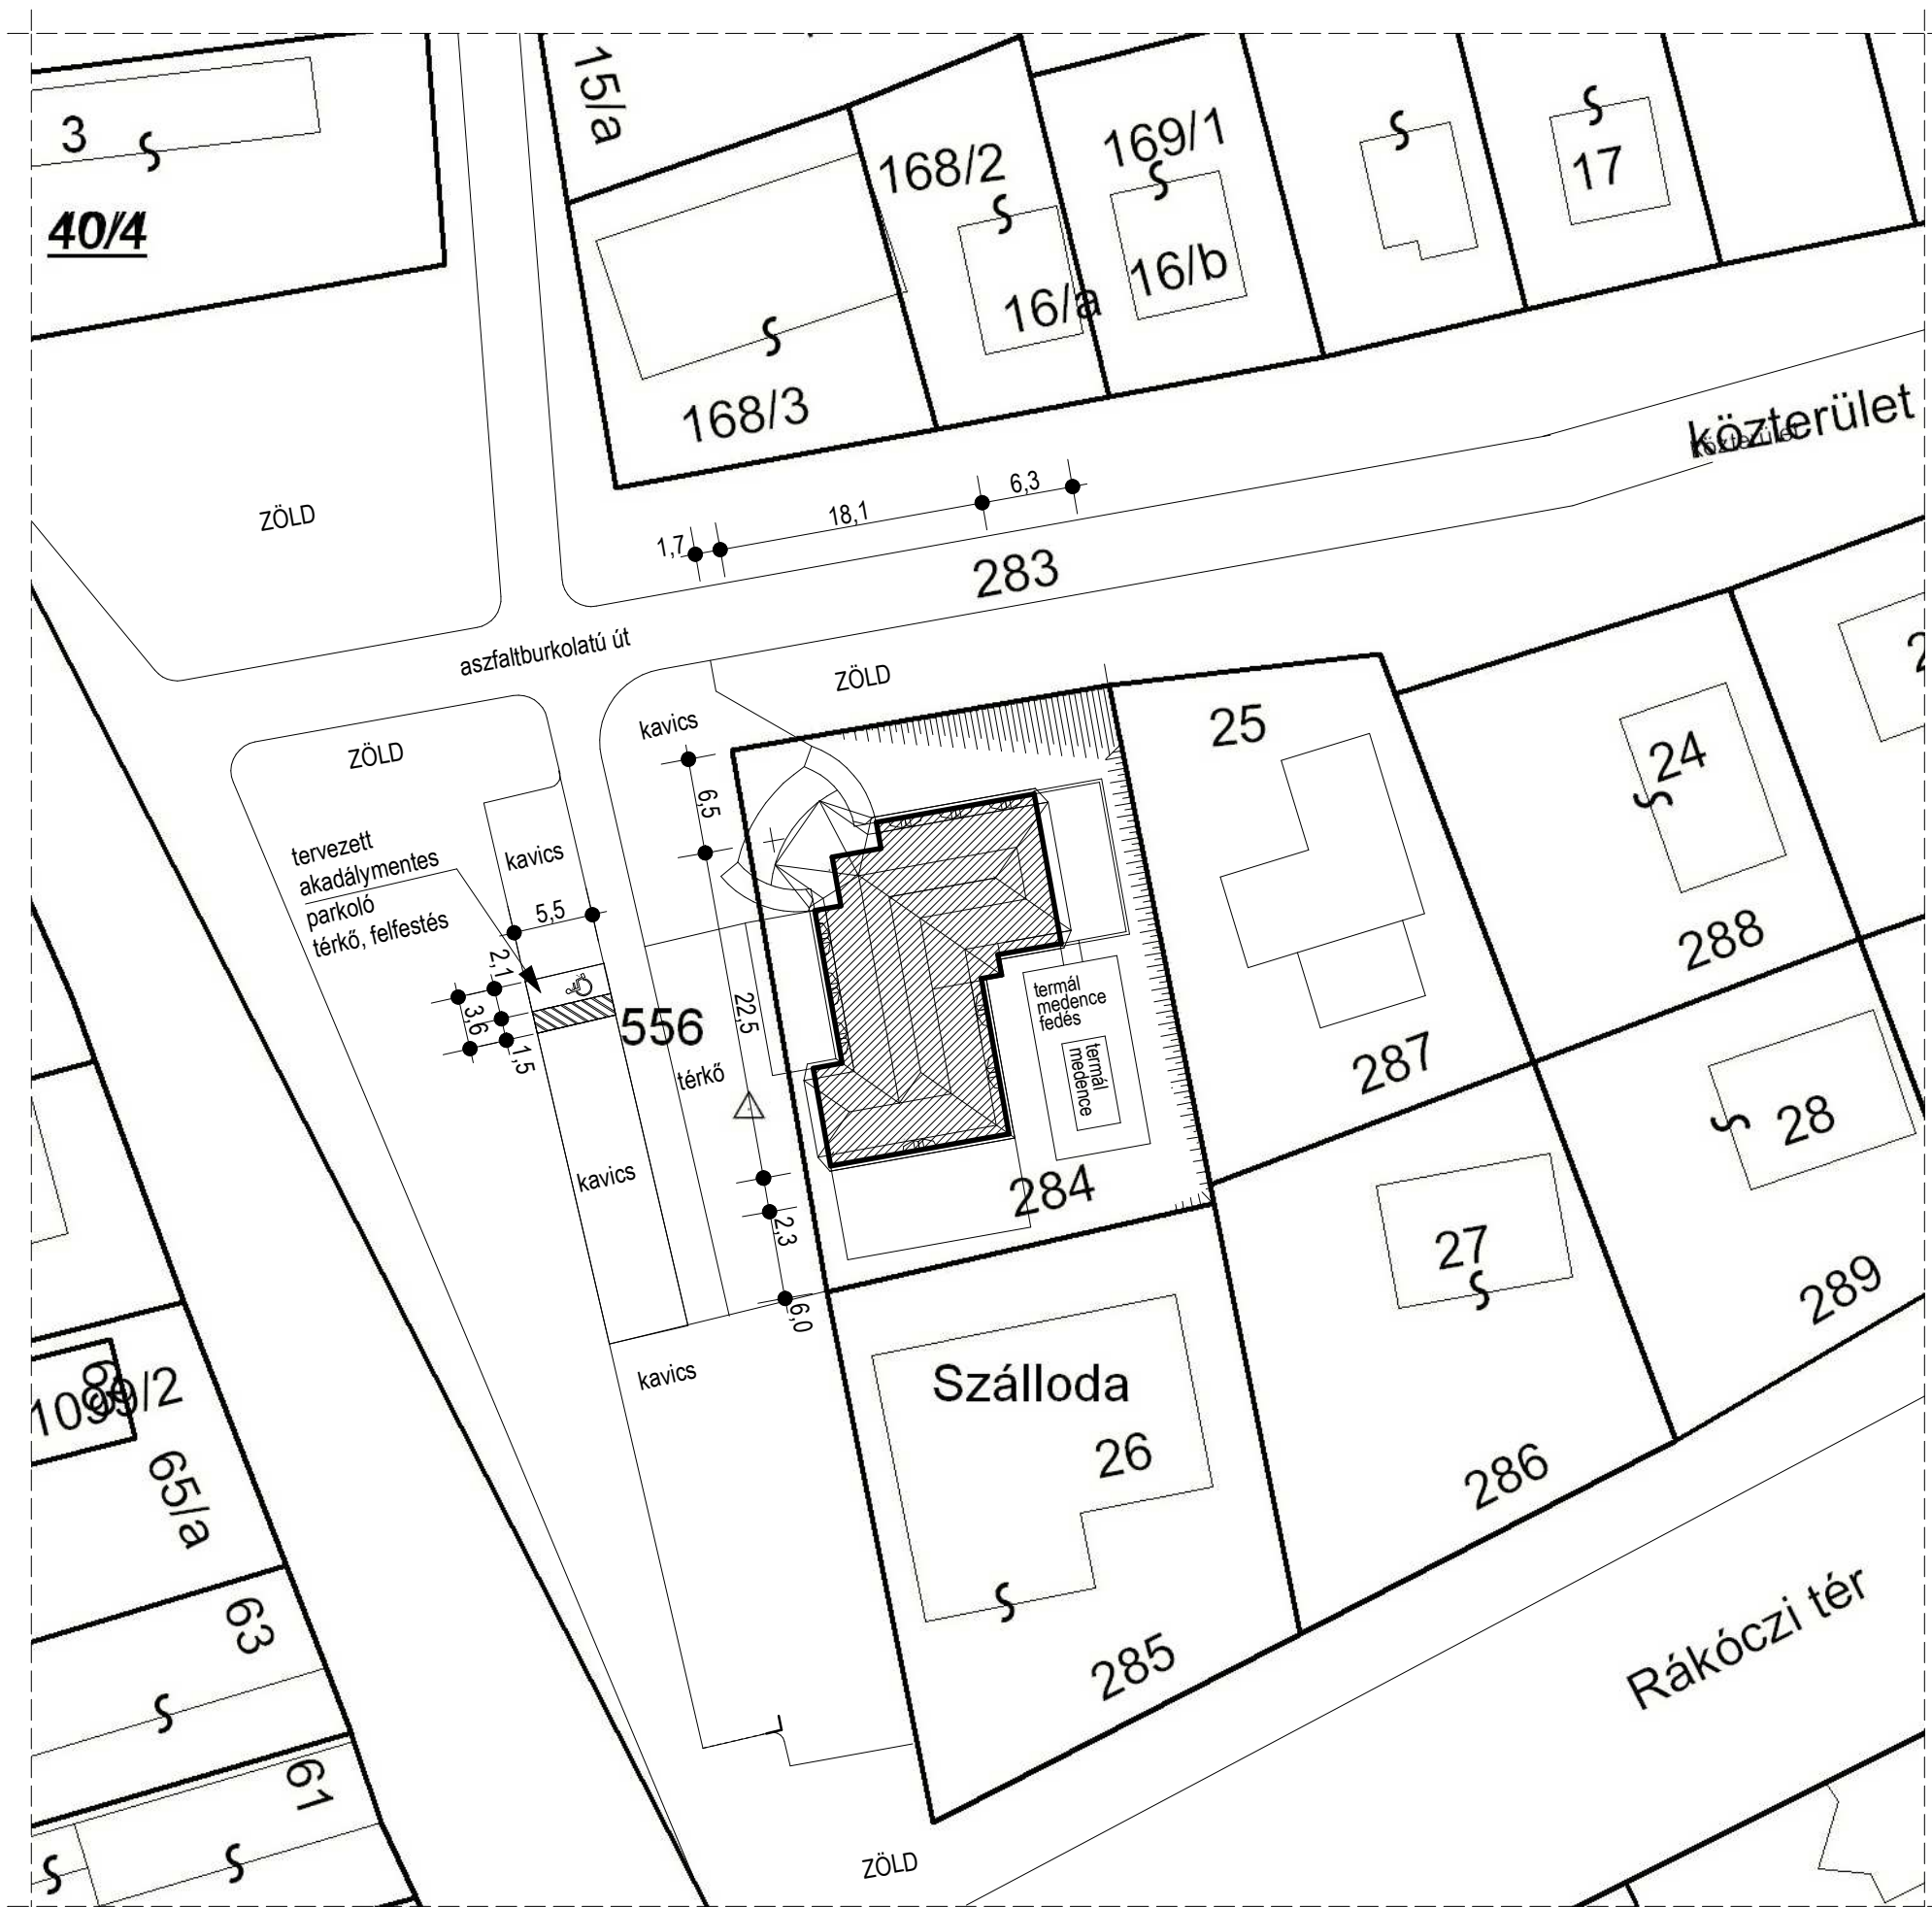 3
40/4
15/a
168/2
169/1
17
16/a
16/b
168/3
közterület
közterület
ZÖLD
1,7
18,1
6,3
283
aszfaltburkolatú út
ZÖLD
ZÖLD
kavics
25
24
6,5
tervezett
akadálymentes
parkoló
térkő, felfestés
kavics
5,5
2,1
3,6
1,5
556
22,5
térkő
termál
medence
fedés
termál
medence
288
287
28
kavics
284
2,3
6,0
27
289
kavics
Szálloda
26
1099/2
65/a
286
63
285
Rákóczi tér
61
ZÖLD